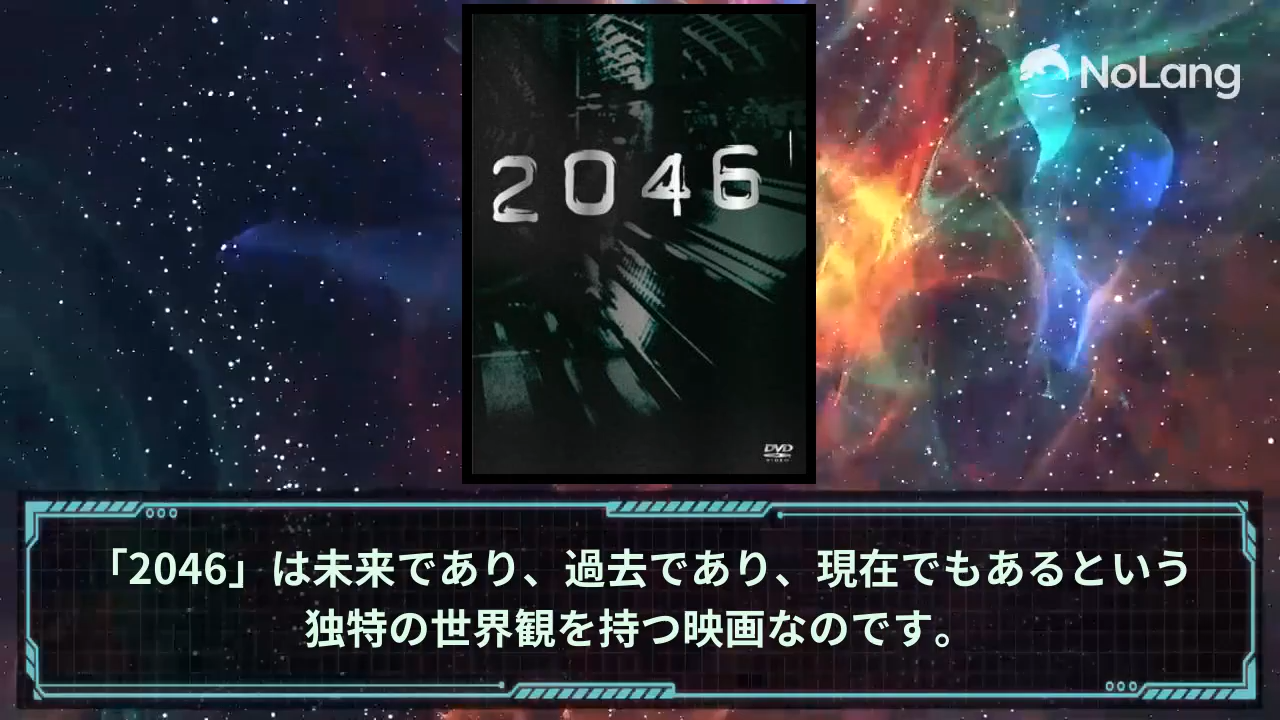 NoLang
2046
DVD
VIDEO
「2046」は未来であり、過去であり、現在でもあるという
独特の世界観を持つ映画なのです。